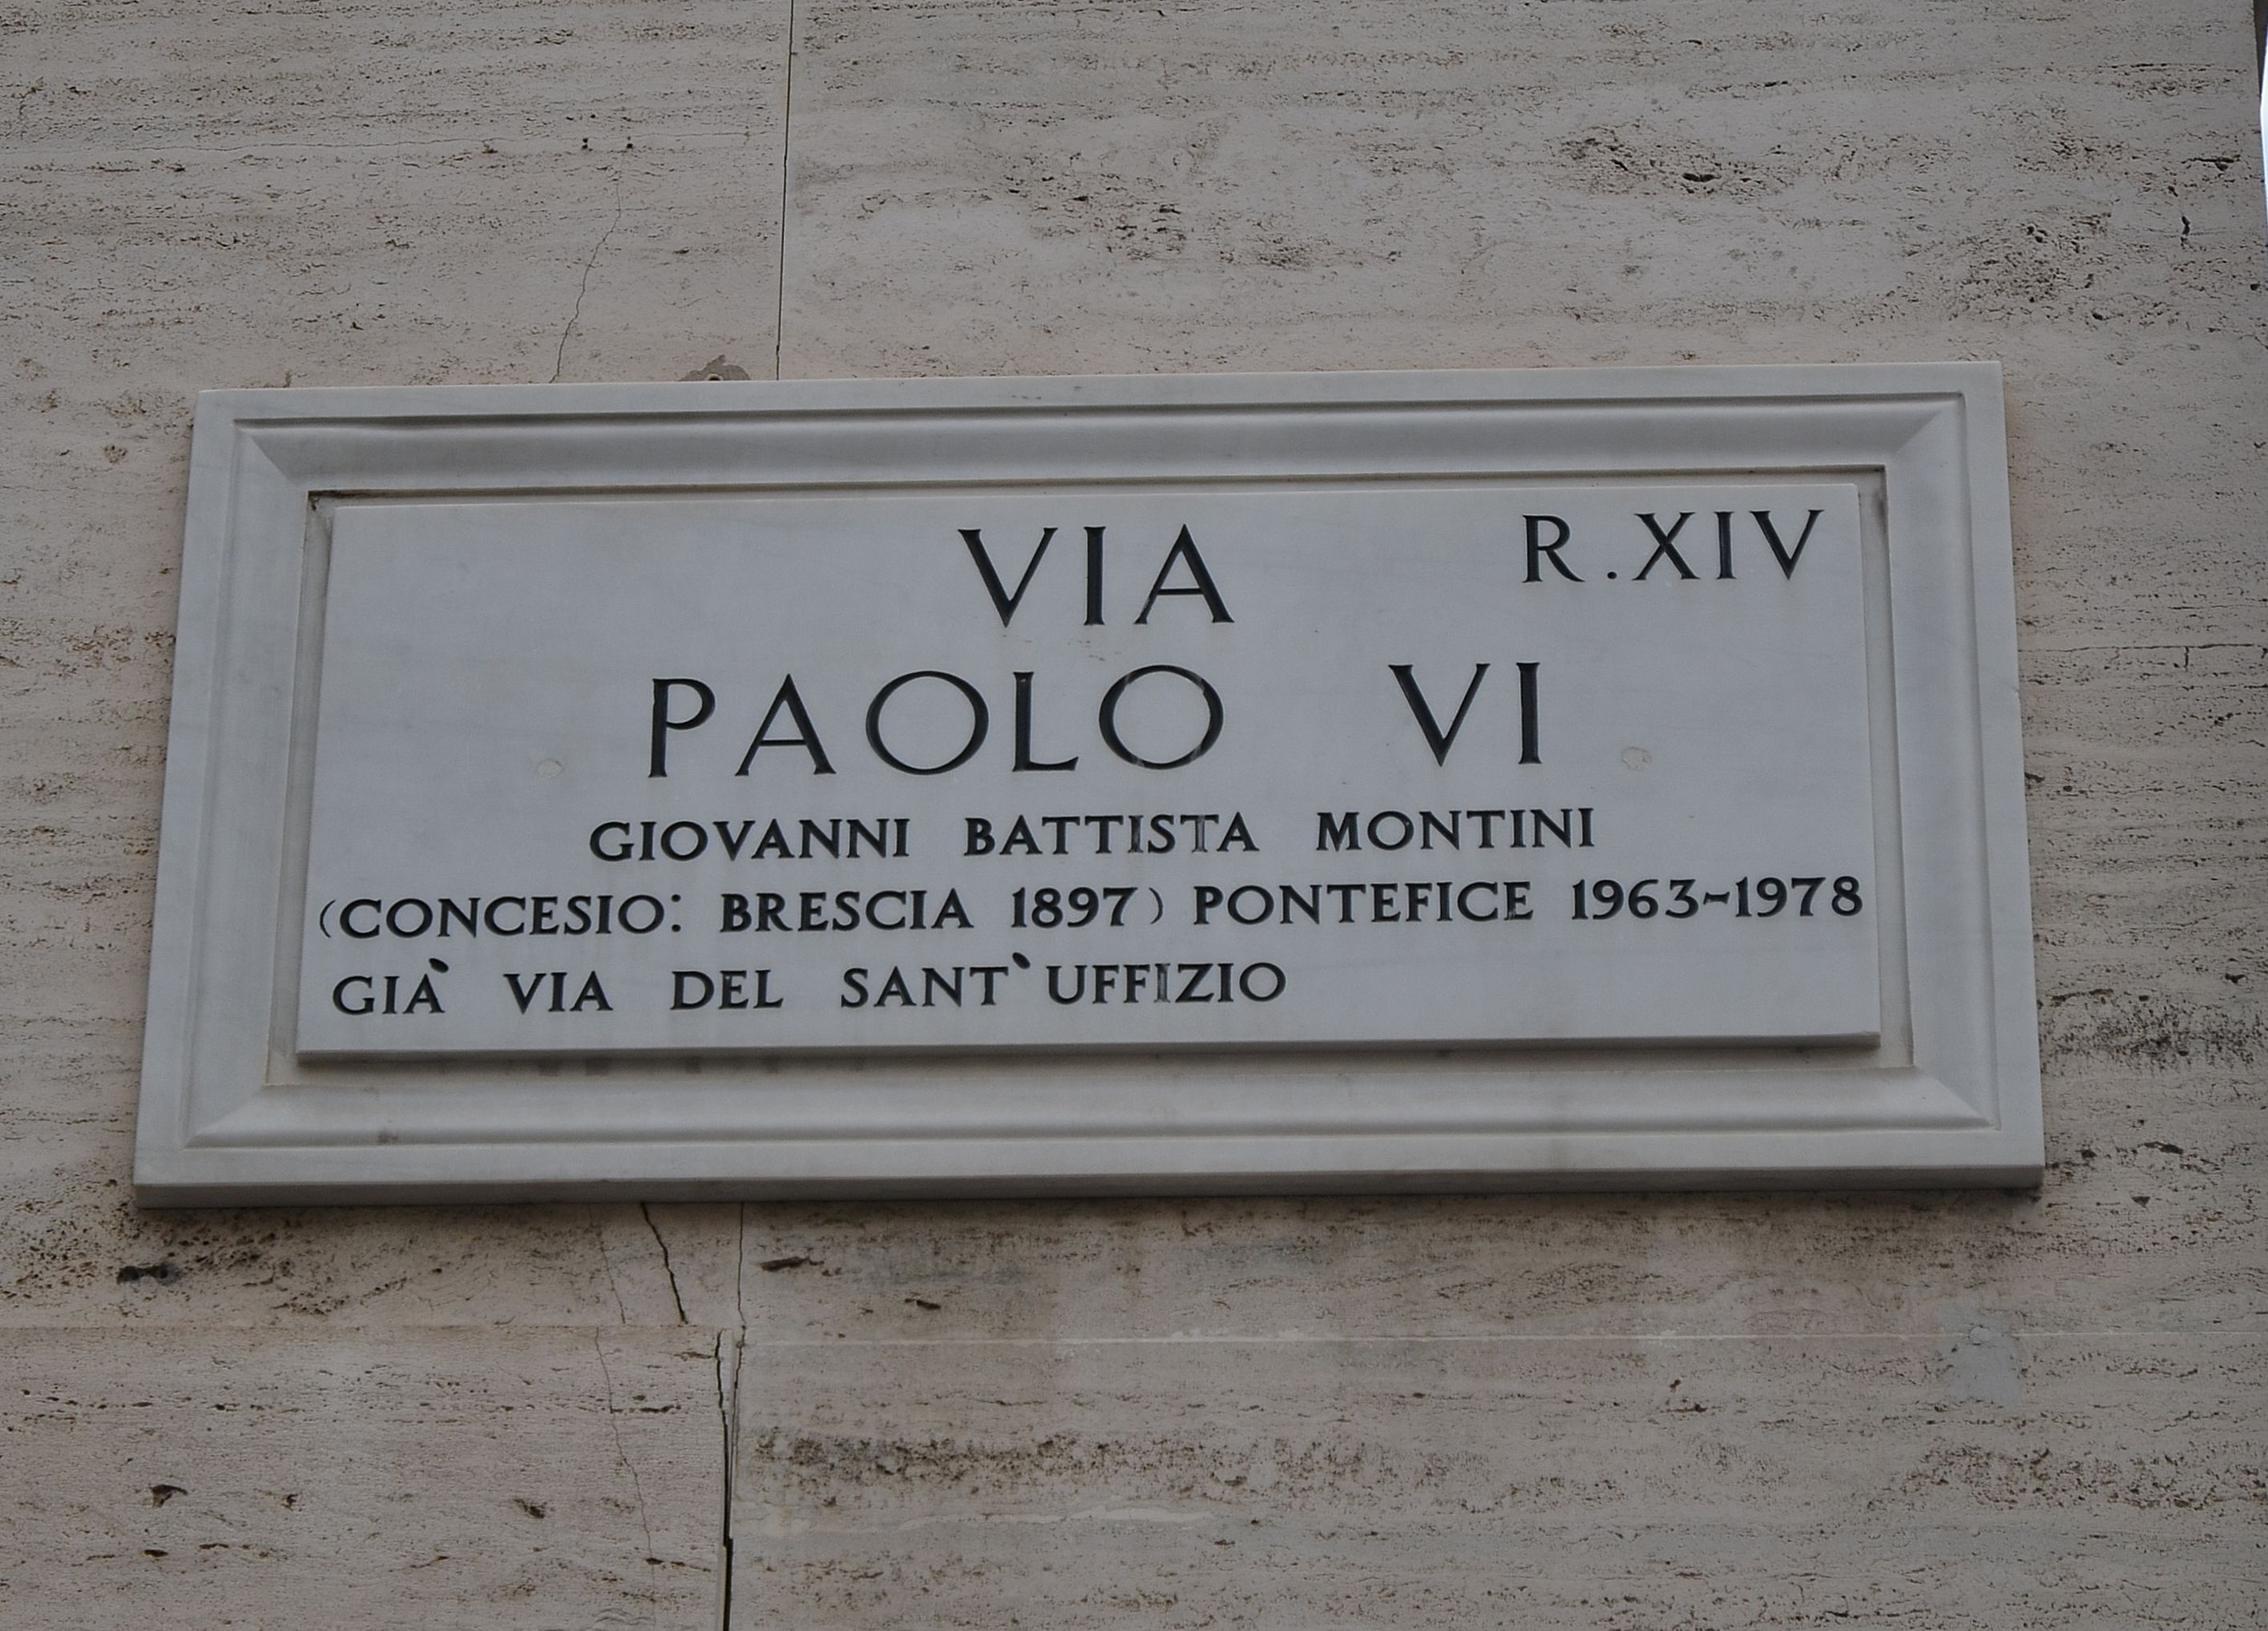 VIA R.XIV
PAOLO VI
GIOVANNI BATTISTA MONTINI
(CONCESIO: BRESCIA 1897) PONTEFICE 1963-1978
GIÀ VIA DEL SANT`UFFIZIO